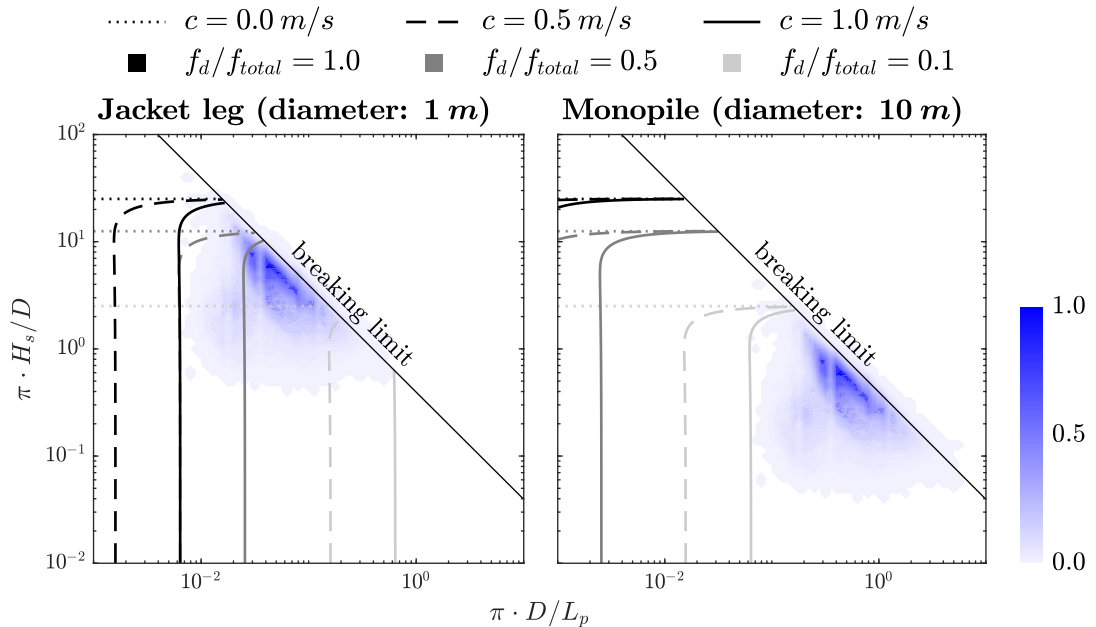 c = 0.0 m/s c = 0.5 m/s c = 1.0 m/s
f_d/f_total = 1.0 f_d/f_total = 0.5 f_d/f_total = 0.1
Jacket leg (diameter: 1 m) Monopile (diameter: 10 m)
10^2
10^1
10^0
10^-1
10^-2
π · H_s/D
breaking limit
breaking limit
1.0
0.5
0.0
10^-2 10^0 10^-2 10^0
π · D/L_p